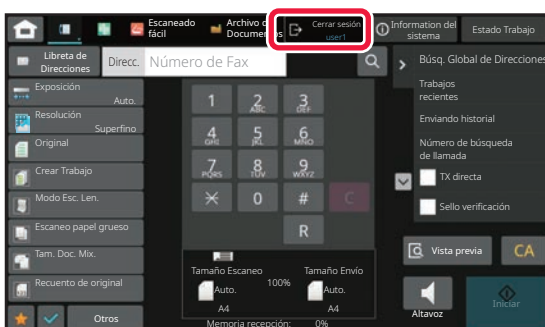 Escaneado
fácil
Archivo d
Documentos
Cerrar sesión
user1
Information del
sistema
Estado Trabajo
Libreta de
Direcciones
Direcc.
Número de Fax
Búsq. Global de Direcciones
Exposición
Auto.
Resolución
Superfino
Original
Crear Trabajo
Modo Esc. Len.
Escaneo papel
grueso
Tam. Doc. Mix.
Recuento de
original
Otros
1
2
ABC
3
DEF
4
GHI
5
JKL
6
MNO
7
PQRS
8
TUV
9
WXYZ
0
#
C
R
Tamaño Escaneo
Tamaño Envío
Auto.
100%
Auto.
A4
A4
Memoria recepción:
0%
Trabajos
recientes
Enviando
historial
Número de búsqueda
de llamada
TX directa
Sello verificación
Vista previa
CA
Altavoz
Iniciar